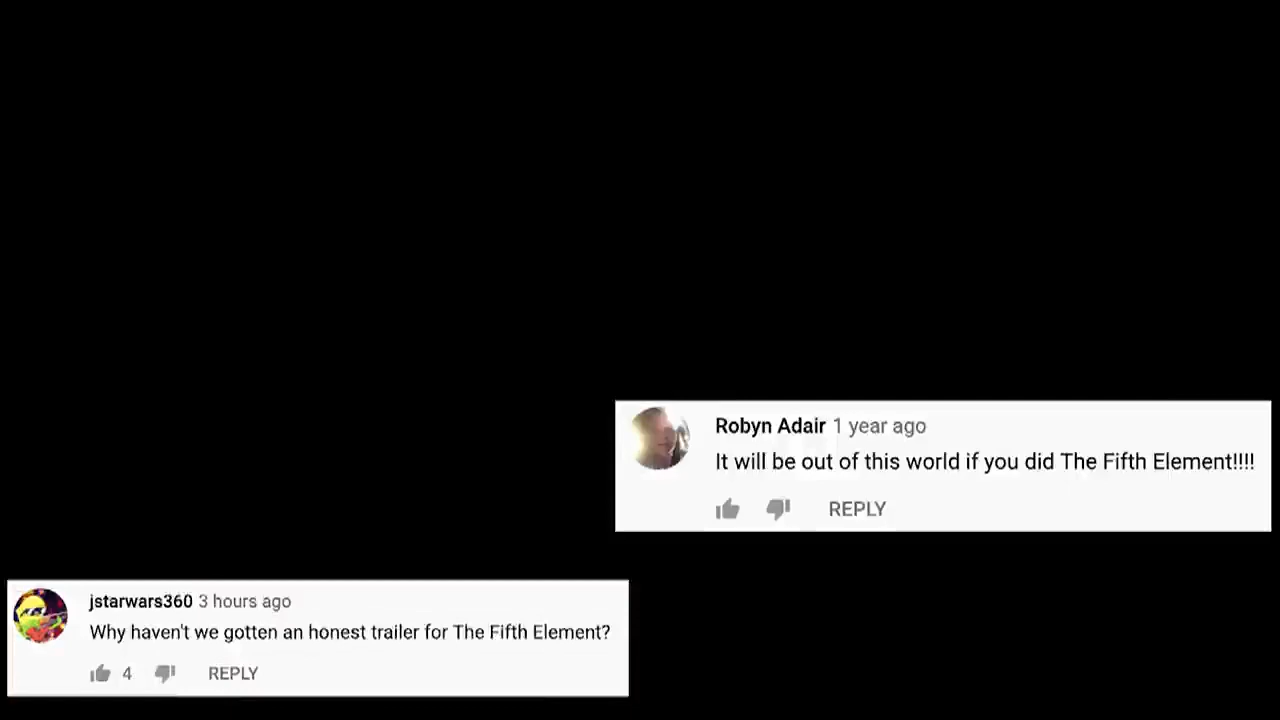 Robyn Adair 1 year ago
It will be out of this world if you did The Fifth Element!!!!
REPLY
jstarwars360 3 hours ago
Why haven't we gotten an honest trailer for The Fifth Element?
4 REPLY